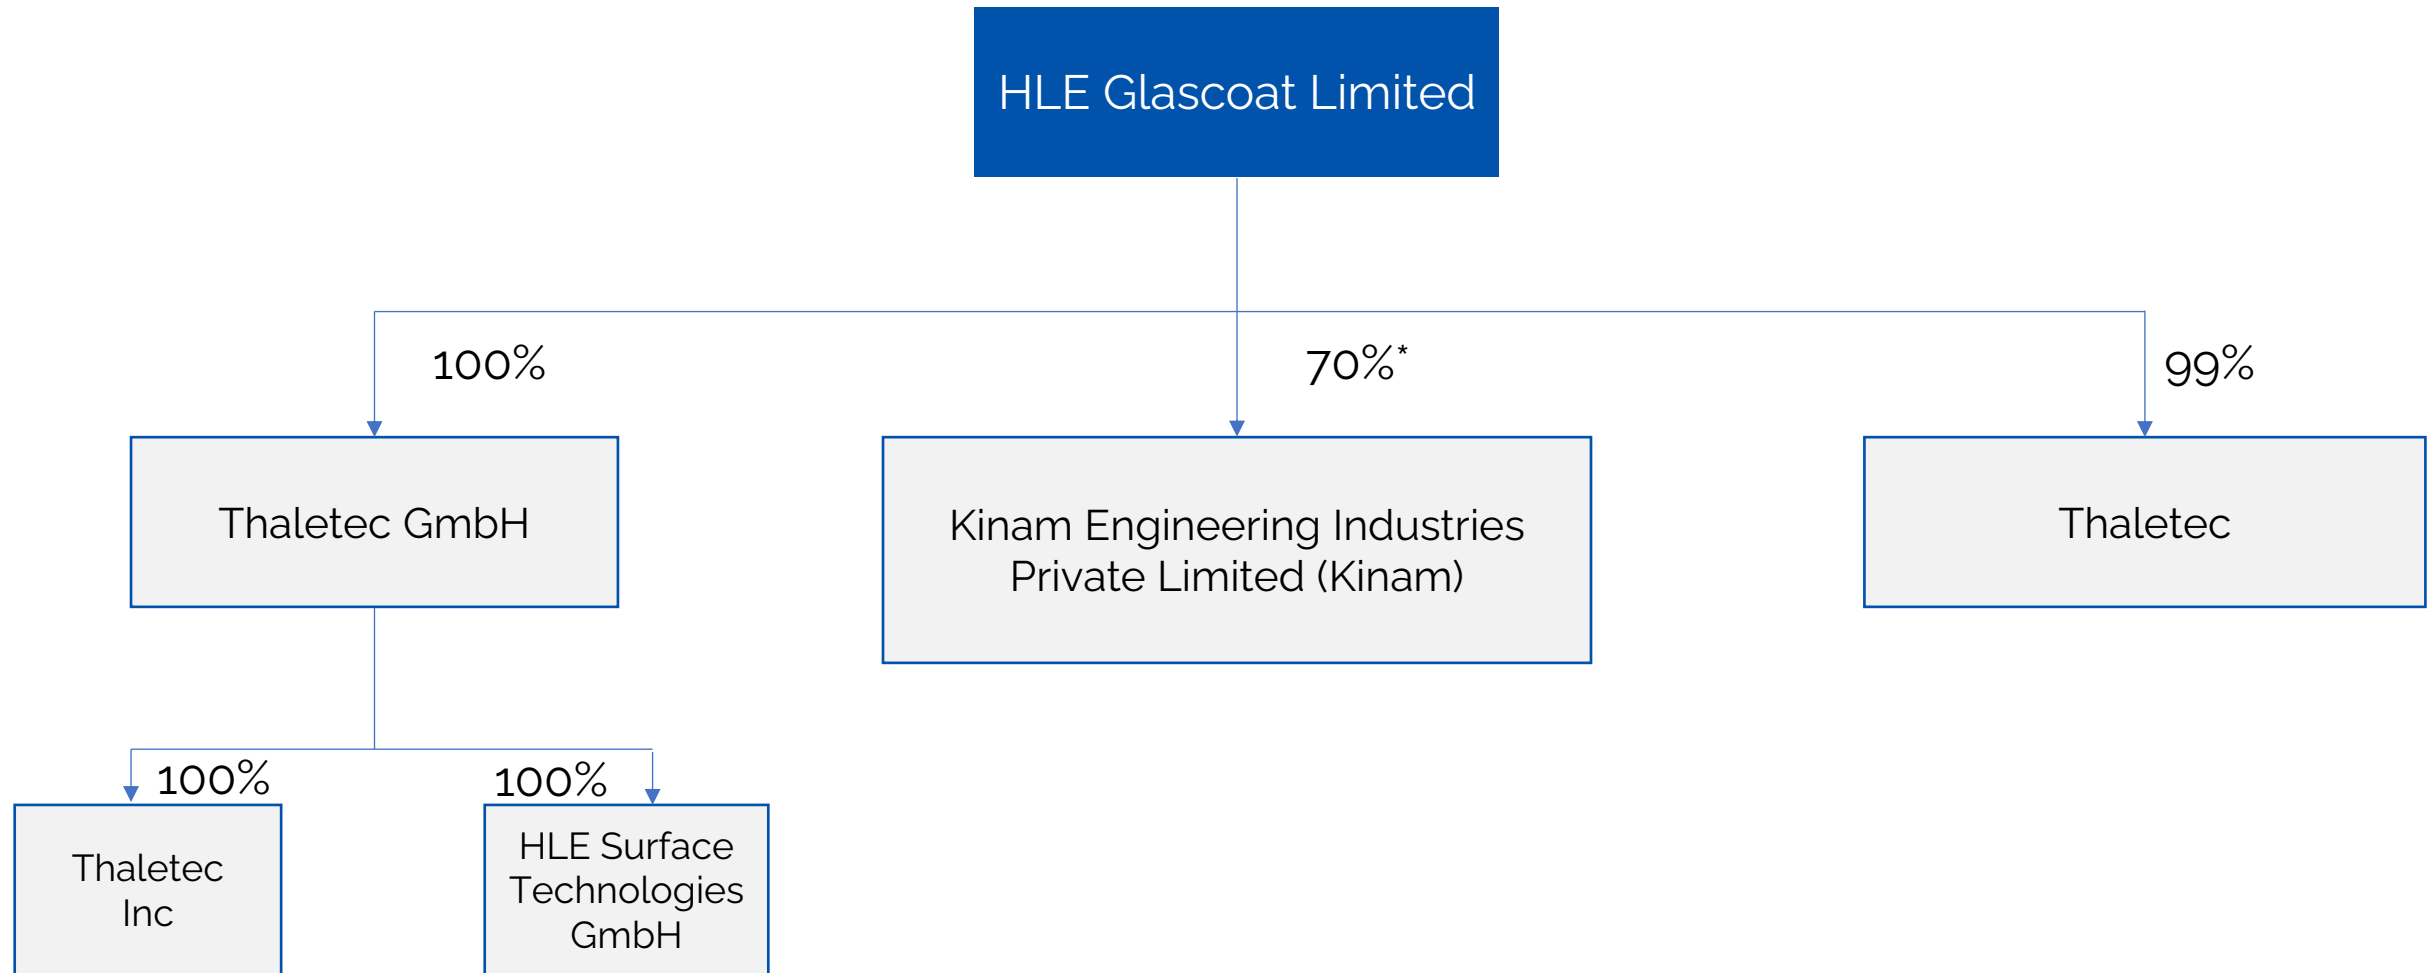 HLE Glascoat Limited
100%
70%*
99%
Thaletec GmbH
Kinam Engineering Industries
Private Limited (Kinam)
Thaletec
100%
100%
Thaletec
Inc
HLE Surface
Technologies
GmbH